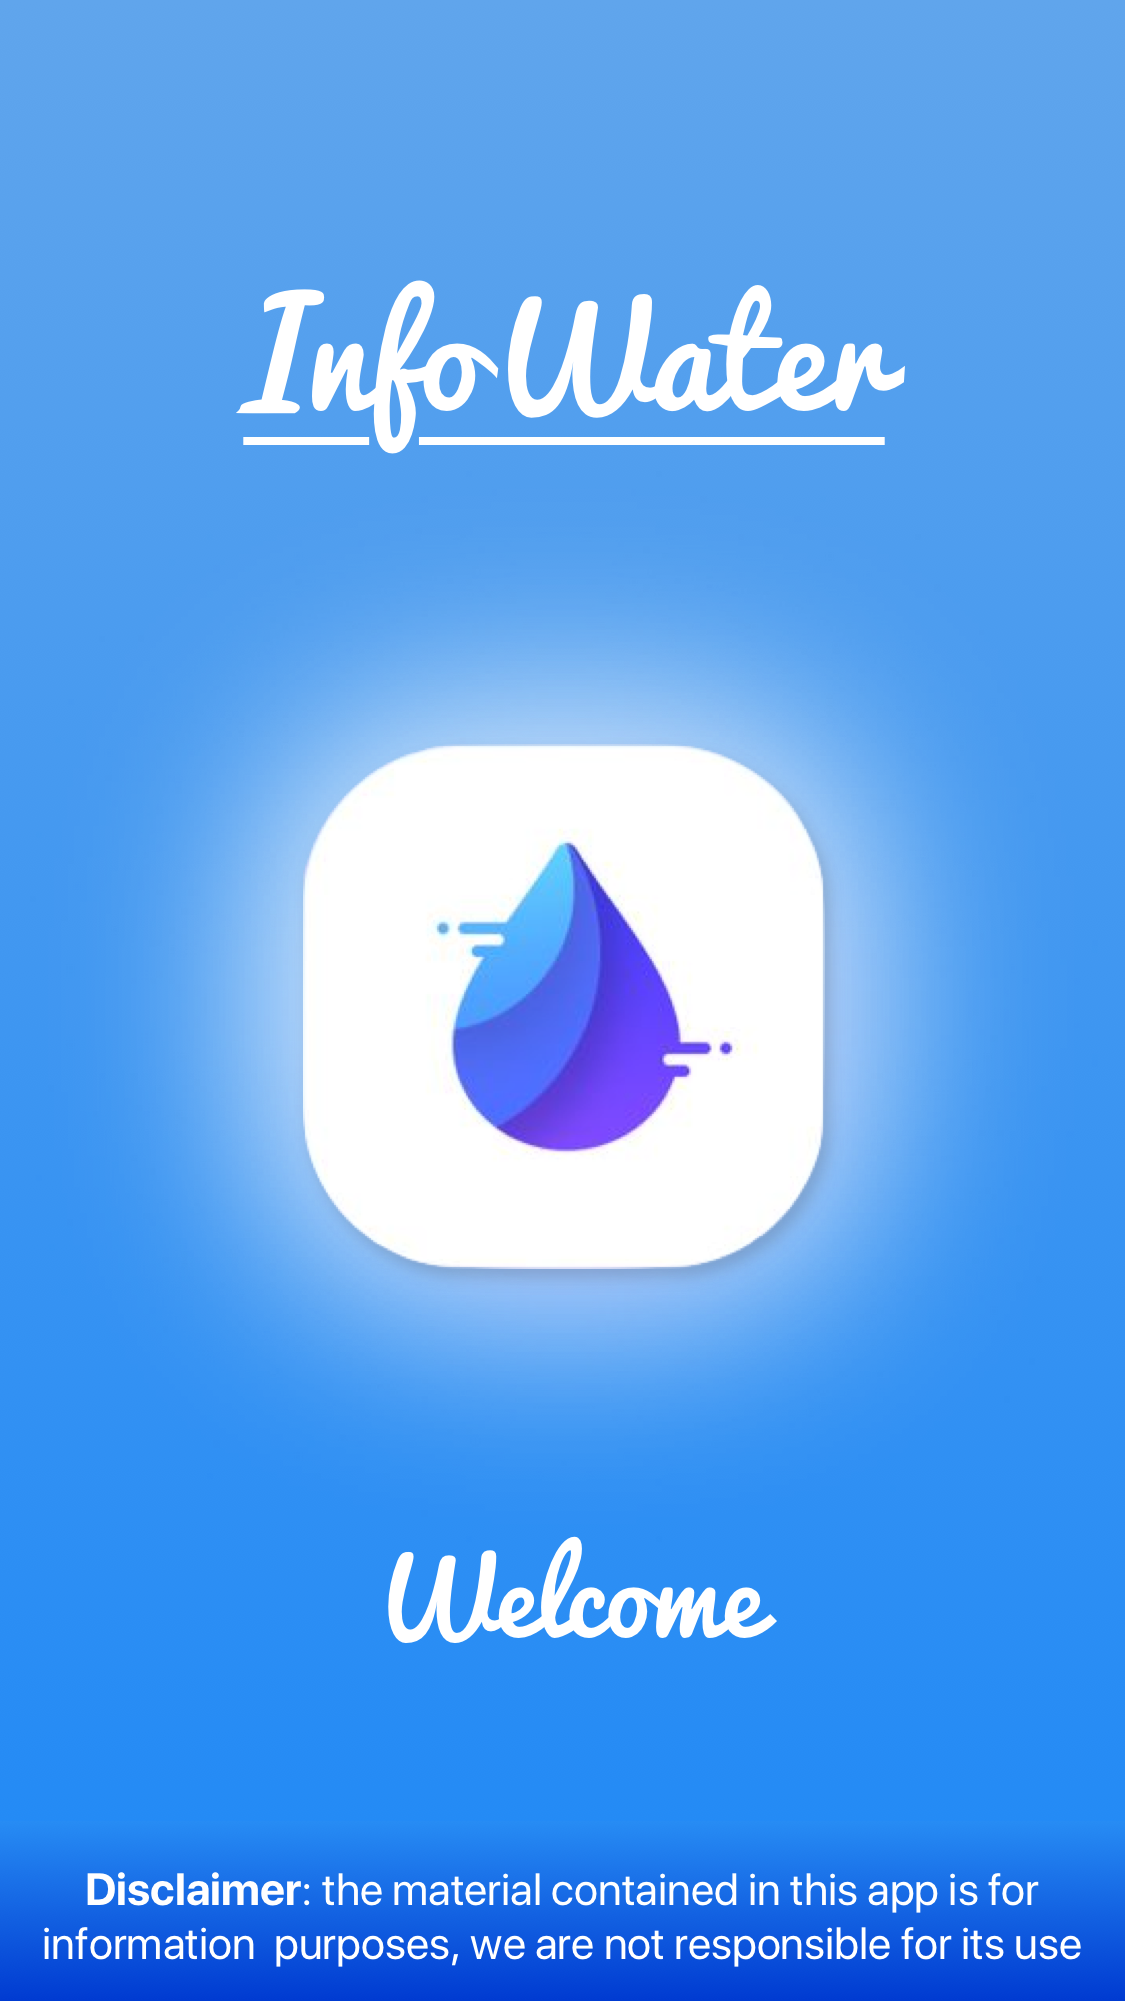 InfoWater
Welcome
Disclaimer: the material contained in this app is for
information  purposes, we are not responsible for its use